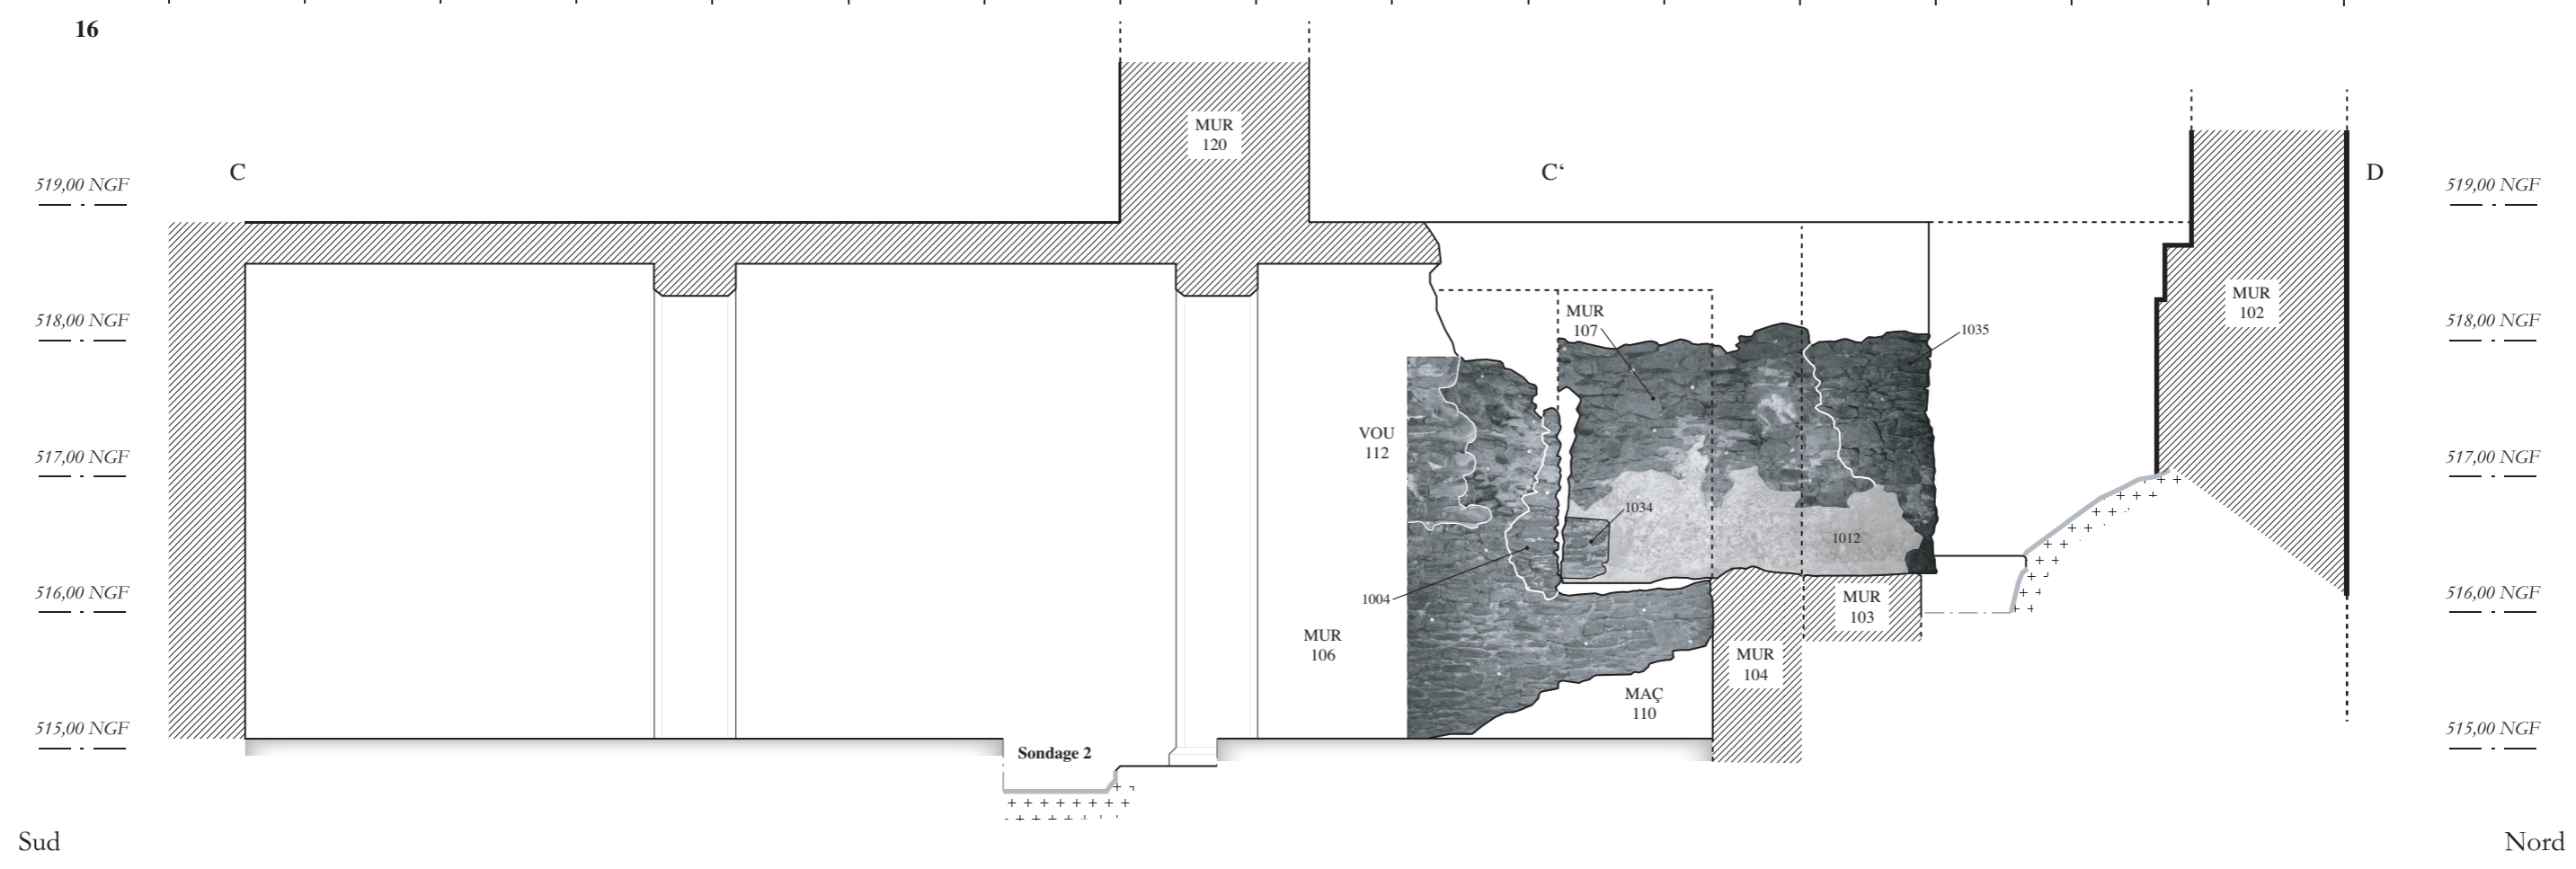 16
MUR
120
C
C‘
D
519,00 NGF
519,00 NGF
MUR
102
MUR
107
518,00 NGF
1035
518,00 NGF
VOU
112
517,00 NGF
517,00 NGF
1034
1012
516,00 NGF
1004
MUR
103
516,00 NGF
MUR
106
MUR
104
MAÇ
110
515,00 NGF
Sondage 2
515,00 NGF
Sud
Nord